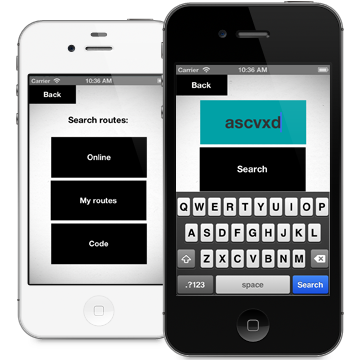 Carrier 10:36 AM
Back
Search routes:
Online
My routes
Code
Carrier 10:36 AM
Back
ascvxd
Search
Q W E R T Y U I O P
A S D F G H J K L
Z X C V B N M
.?123 space Search